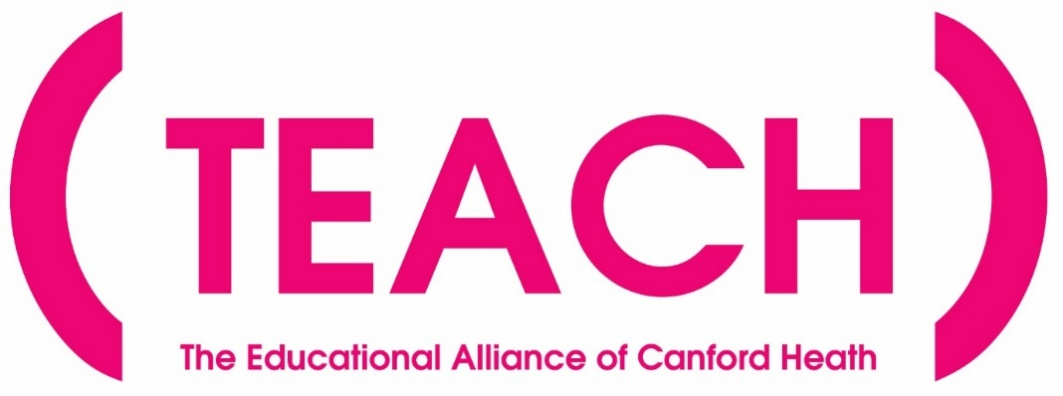 (TEACH)
The Educational Alliance of Canford Heath